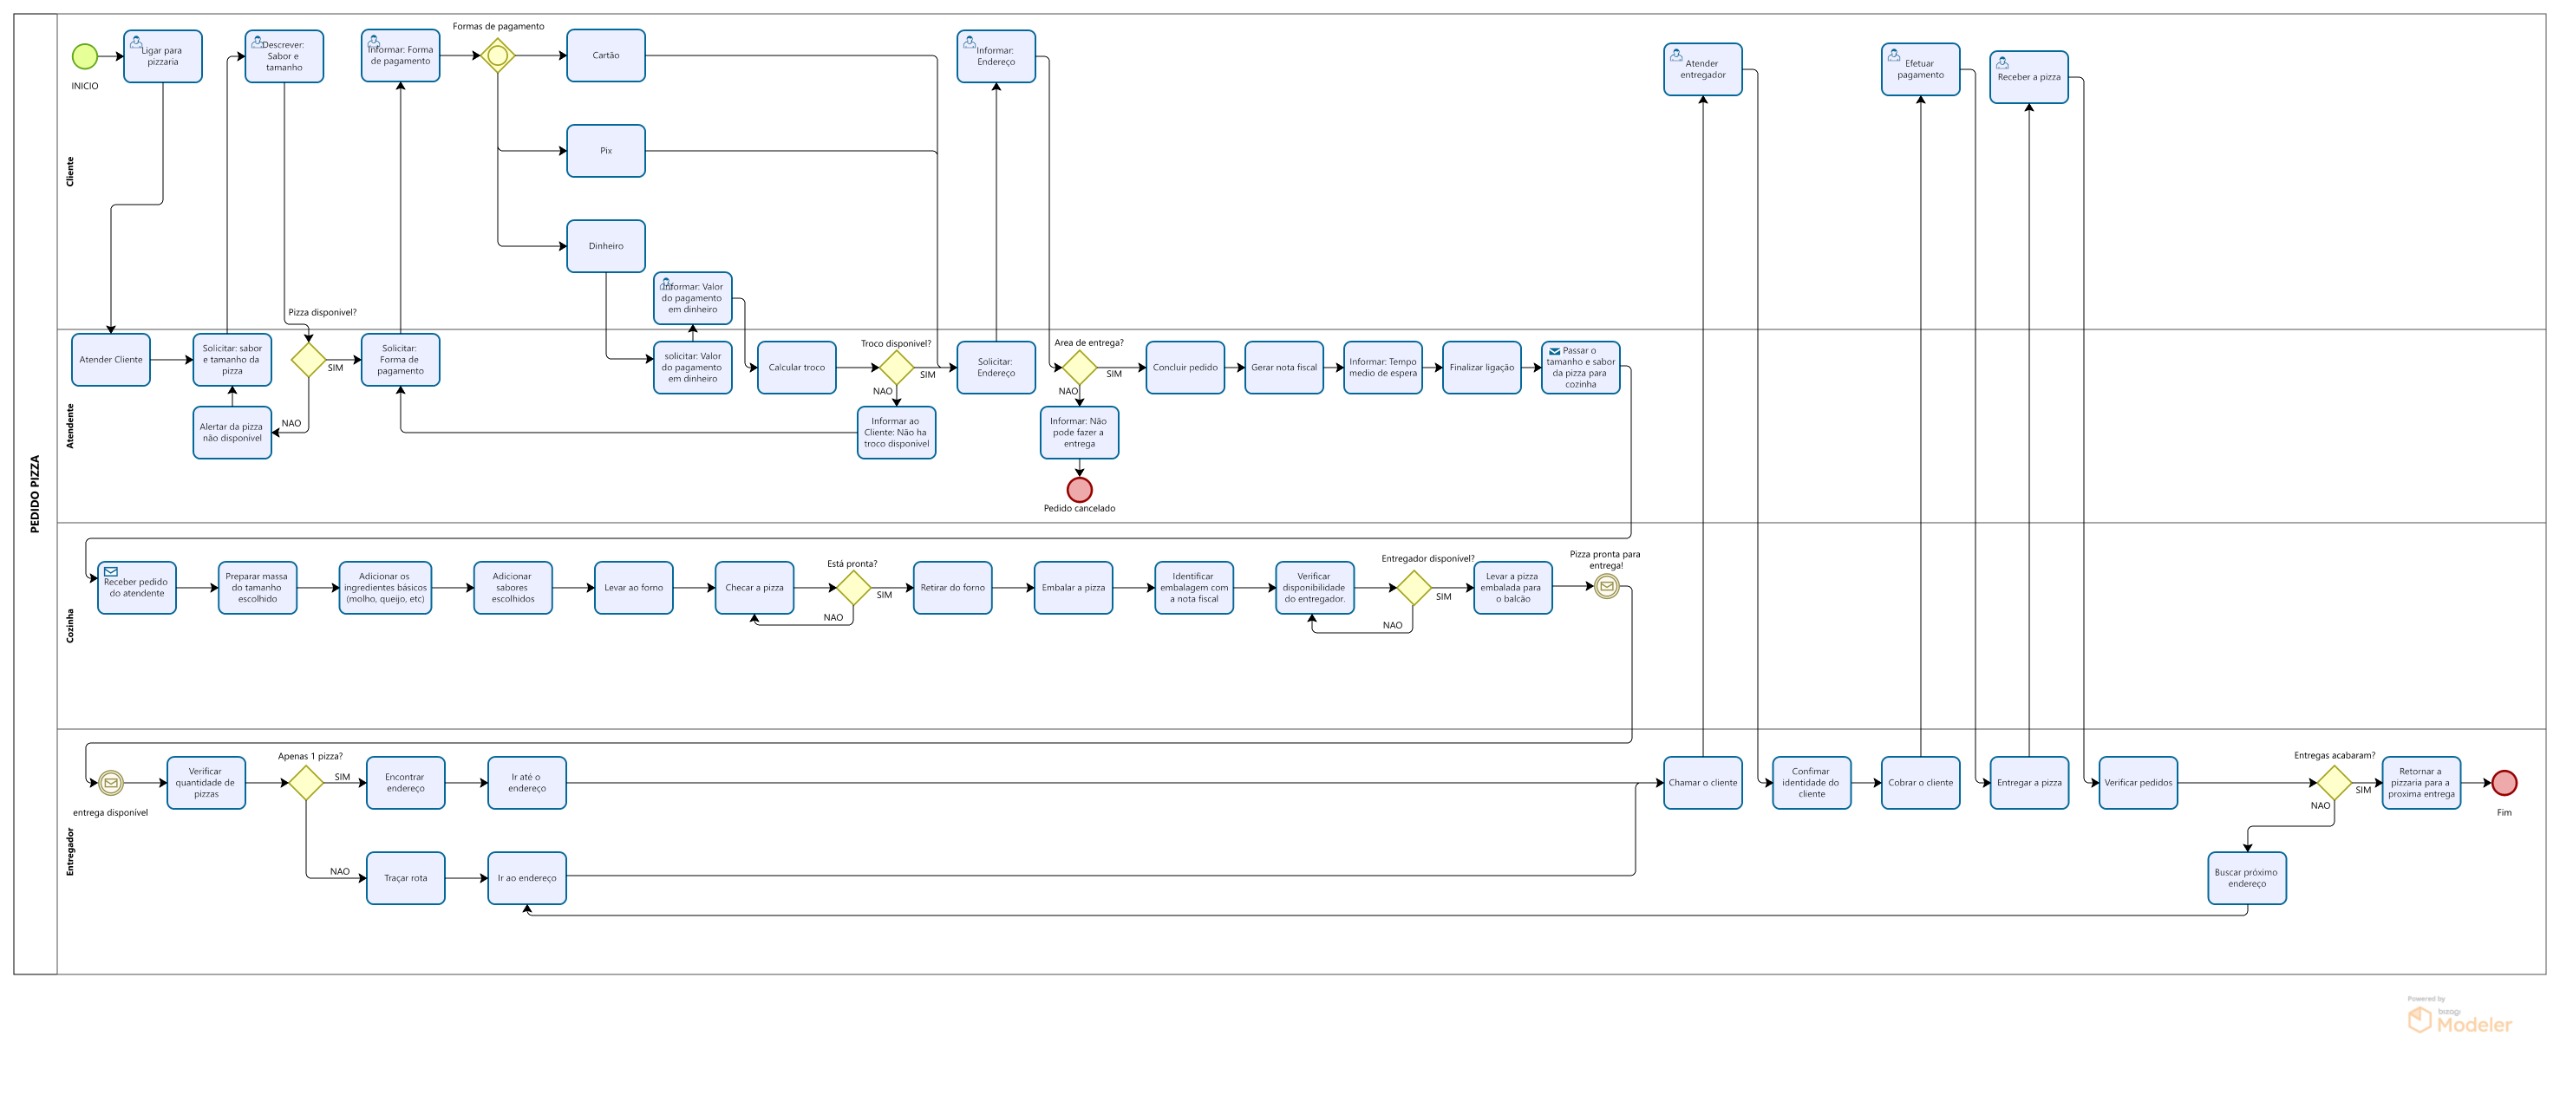 PEDIDO PIZZA
Cliente
INICIO
Ligar para
pizzaria
Descrever:
Sabor e
tamanho
Informar: Forma
de pagamento
Formas de pagamento
Cartão
Pix
Dinheiro
Informar: Valor
do pagamento
em dinheiro
Informar:
Endereço
Atender
entregador
Efetuar
pagamento
Receber a pizza
Atendente
Atender Cliente
Solicitar: sabor
e tamanho da
pizza
Pizza disponivel?
SIM
NAO
Alertar da pizza
não disponivel
Solicitar:
Forma de
pagamento
solicitar: Valor
do pagamento
em dinheiro
Calcular troco
Troco disponivel?
SIM
NAO
Informar ao
Cliente: Não ha
troco disponivel
Solicitar:
Endereço
Area de entrega?
SIM
NAO
Informar: Não
pode fazer a
entrega
Pedido cancelado
Concluir pedido
Gerar nota fiscal
Informar: Tempo
medio de espera
Finalizar ligação
Passar o
tamanho e sabor
da pizza para
cozinha
Cozinha
Receber pedido
do atendente
Preparar massa
do tamanho
escolhido
Adicionar os
ingredientes básicos
(molho, queijo, etc)
Adicionar
sabores
escolhidos
Levar ao forno
Checar a pizza
Está pronta?
SIM
NAO
Retirar do forno
Embalar a pizza
Identificar
embalagem com
a nota fiscal
Verificar
disponibilidade
do entregador.
Entregador disponível?
SIM
NAO
Levar a pizza
embalada para
o balcão
Pizza pronta para
entrega!
Entregador
entrega disponível
Verificar
quantidade de
pizzas
Apenas 1 pizza?
SIM
NAO
Encontrar
endereço
Ir até o
endereço
Traçar rota
Ir ao endereço
Chamar o cliente
Confimar
identidade do
cliente
Cobrar o cliente
Entregar a pizza
Verificar pedidos
Entregas acabaram?
SIM
NAO
Buscar próximo
endereço
Retornar a
pizzaria para a
proxima entrega
Fim
Powered by
bizagi
Modeler